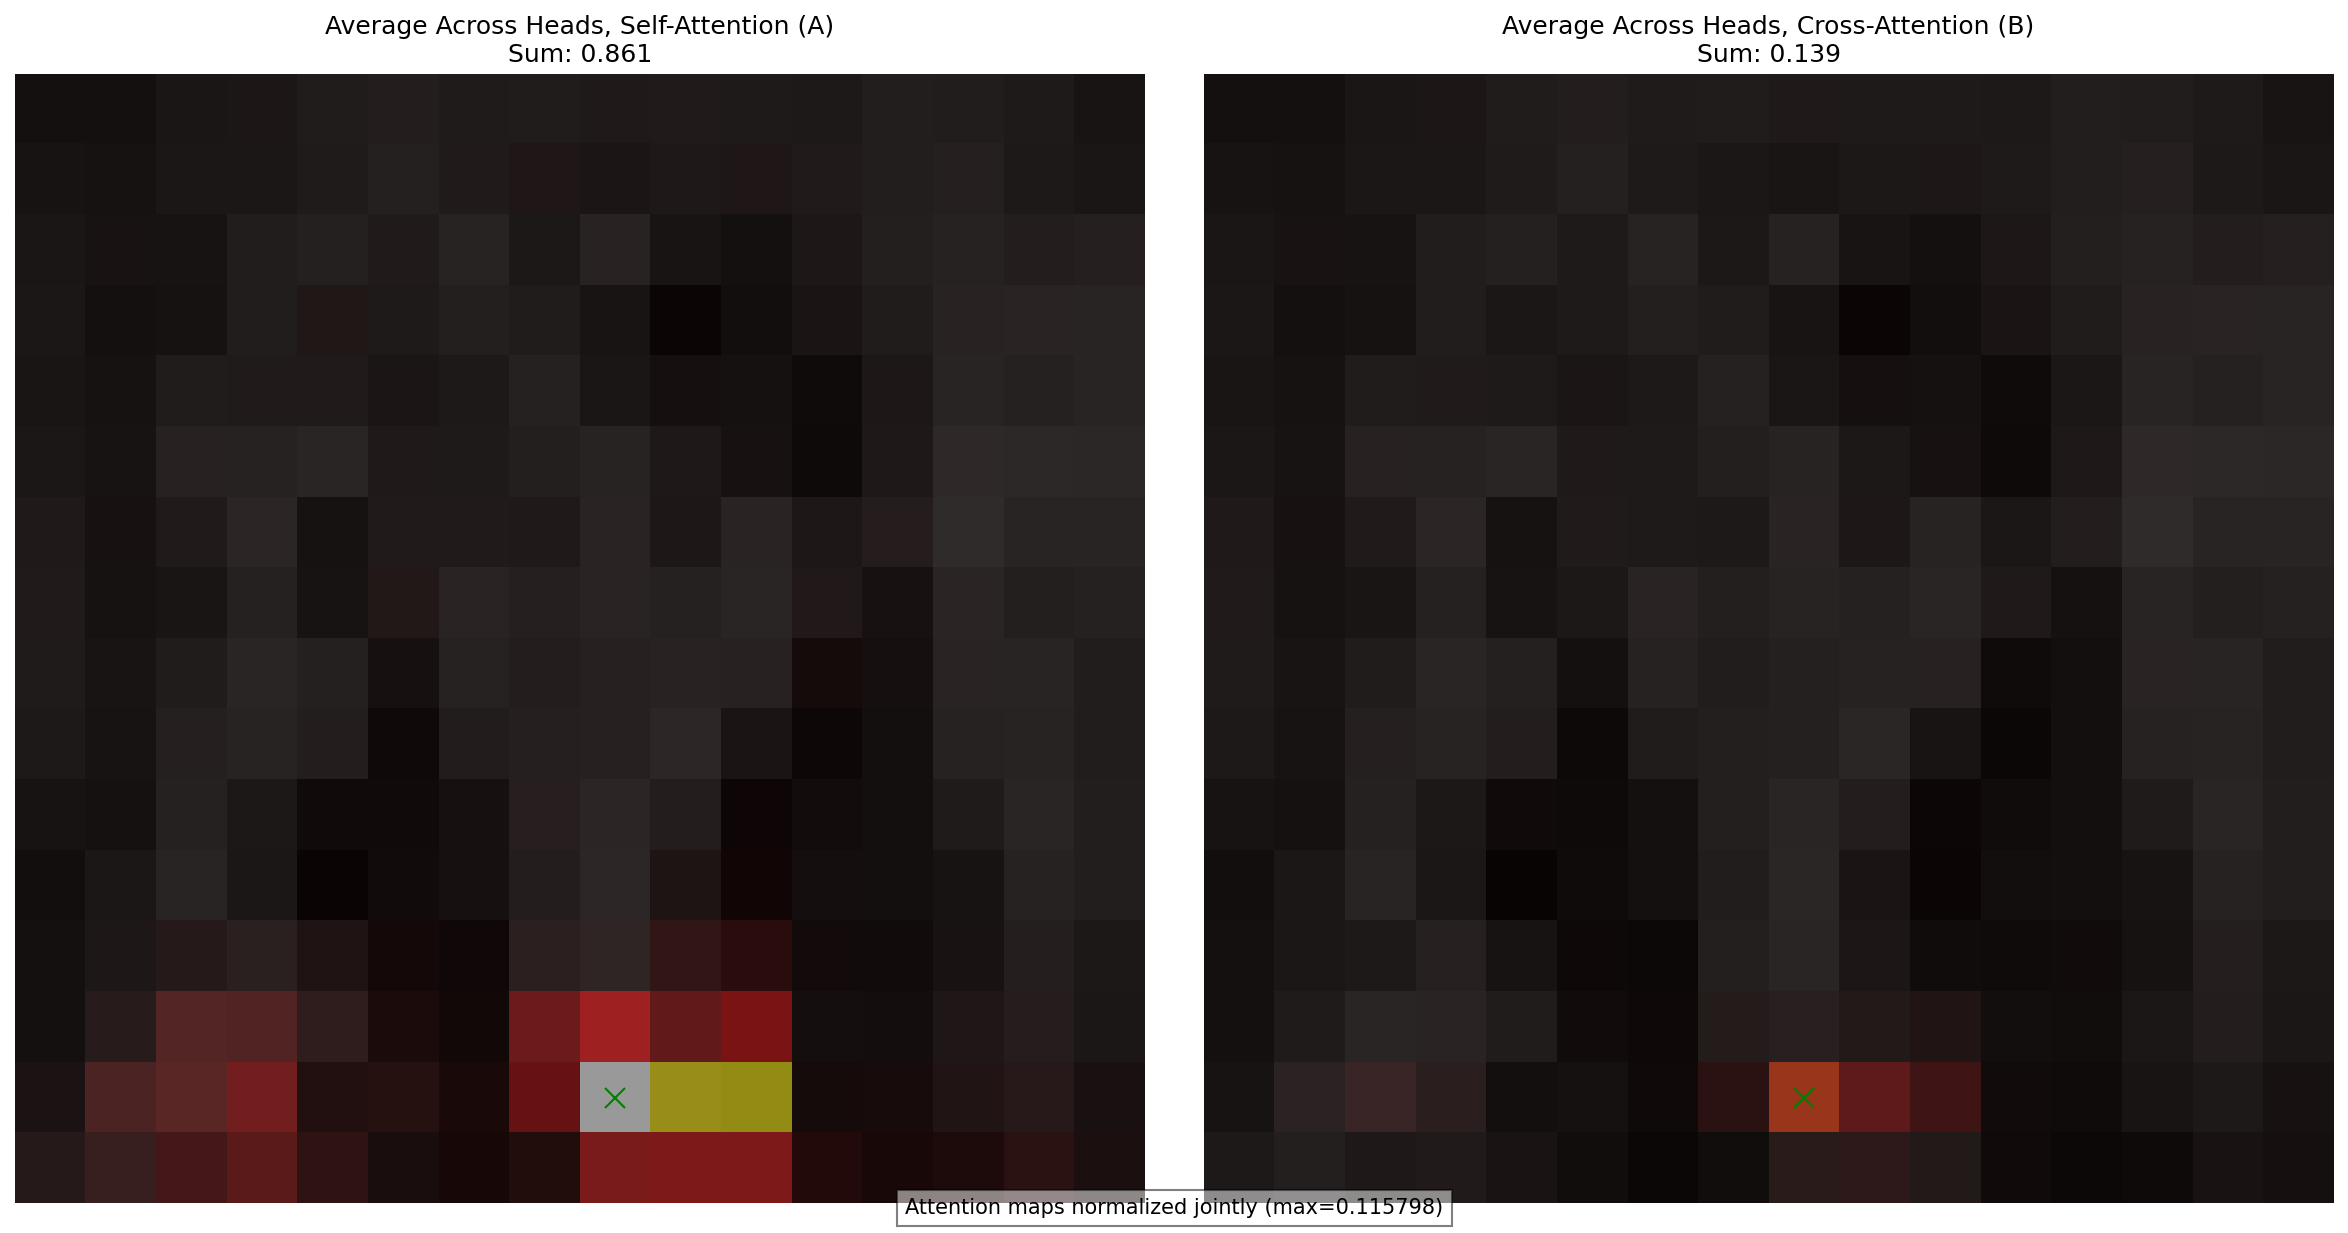 Average Across Heads, Self-Attention (A)
Sum: 0.861
Average Across Heads, Cross-Attention (B)
Sum: 0.139
Attention maps normalized jointly (max=0.115798)